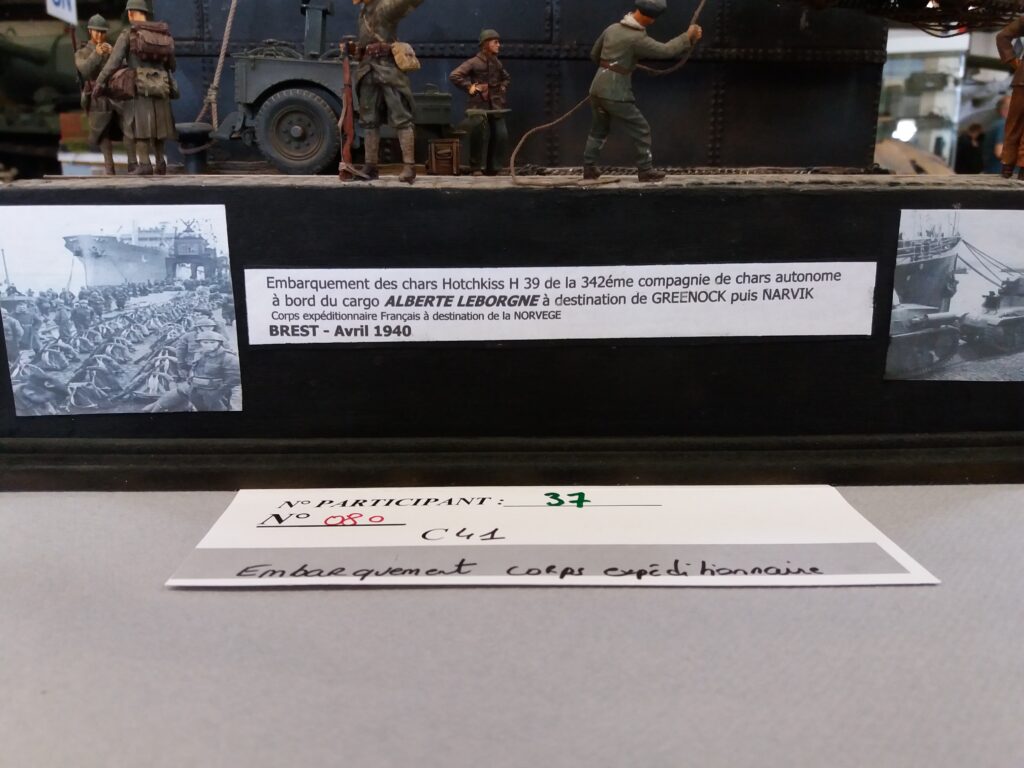 Embarquement des chars Hotchkiss H 39 de la 342éme compagnie de chars autonome
à bord du cargo ALBERTE LEBORGNE à destination de GREENOCK puis NARVIK
Corps expéditionnaire Français à destination de la NORVEGE
BREST - Avril 1940
N° PARTICIPANT : 37
N° 080
C41
Embarquement corps expéditionnaire